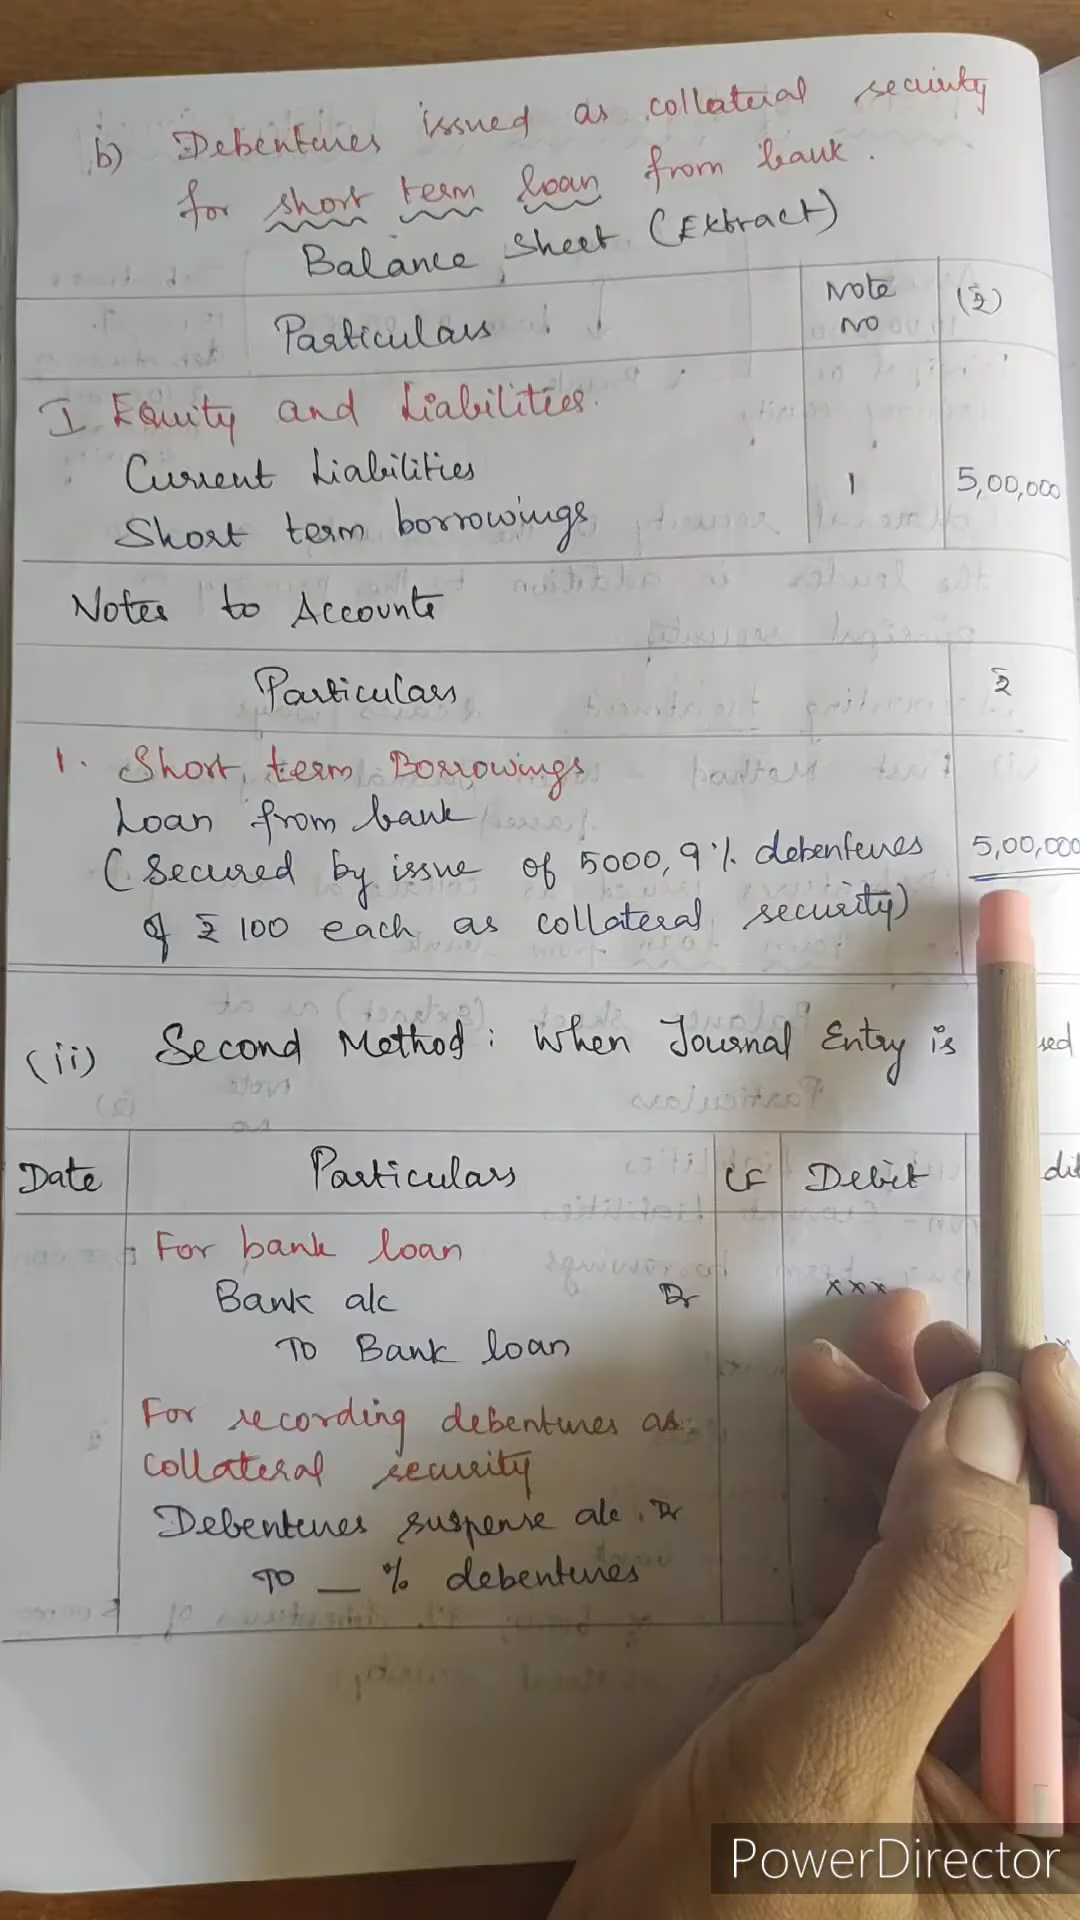 b) Debentures issued as collateral security
for short term loan from bank.
Balance Sheet (Extract)
Particulars Note No (₹)
I Equity and Liabilities.
Current Liabilities
Short term borrowings 1 5,00,000
Notes to Accounts
Particulars ₹
1. Short term Borrowings
Loan from bank
(Secured by issue of 5000, 9% debentures 5,00,000
of ₹ 100 each as collateral security)
(ii) Second Method: When Journal Entry is
Date Particulars LF Debit
For bank loan
Bank a/c Dr xxx
To Bank loan
For recording debentures as
collateral security
Debentures suspense a/c. Dr
To __ % debentures
PowerDirector